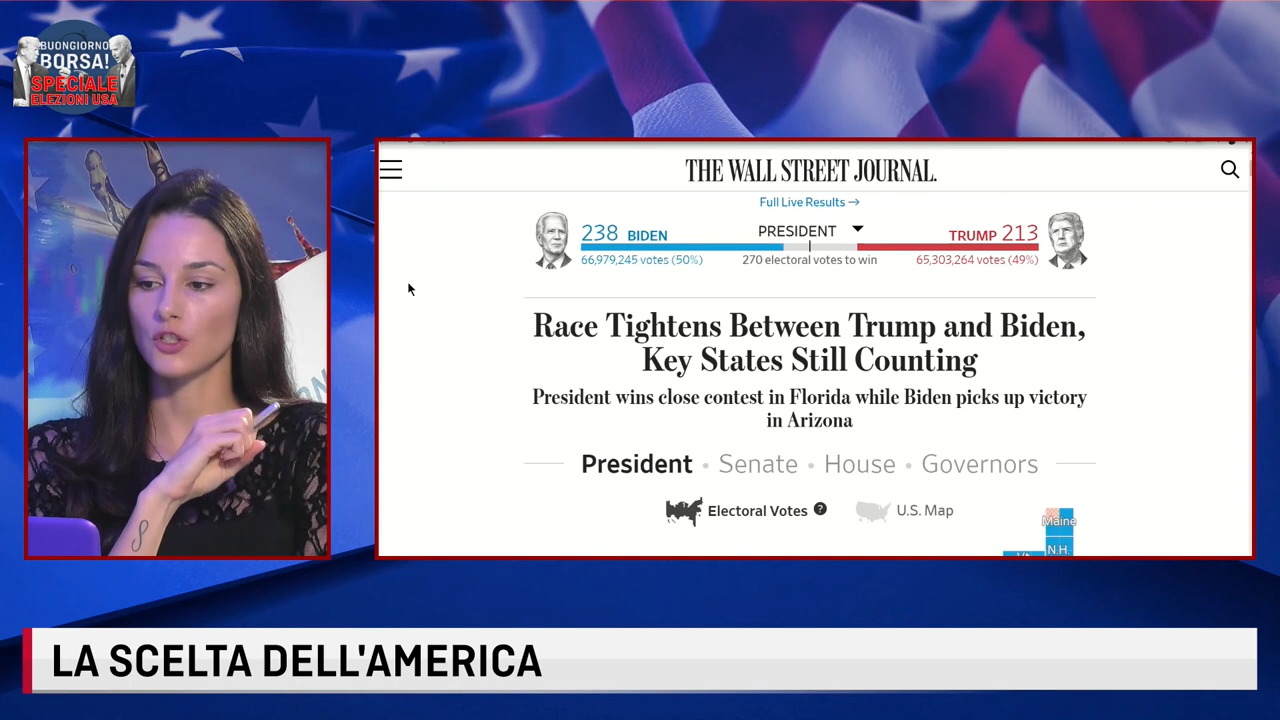 BUONGIORNO
BORSA!
SPECIALE
ELEZIONI USA
THE WALL STREET JOURNAL.
Full Live Results →
238 BIDEN
PRESIDENT
TRUMP 213
66,979,245 votes (50%)
270 electoral votes to win
65,303,264 votes (49%)
Race Tightens Between Trump and Biden,
Key States Still Counting
President wins close contest in Florida while Biden picks up victory
in Arizona
President • Senate • House • Governors
Electoral Votes ?
U.S. Map
Maine
N.H.
LA SCELTA DELL'AMERICA